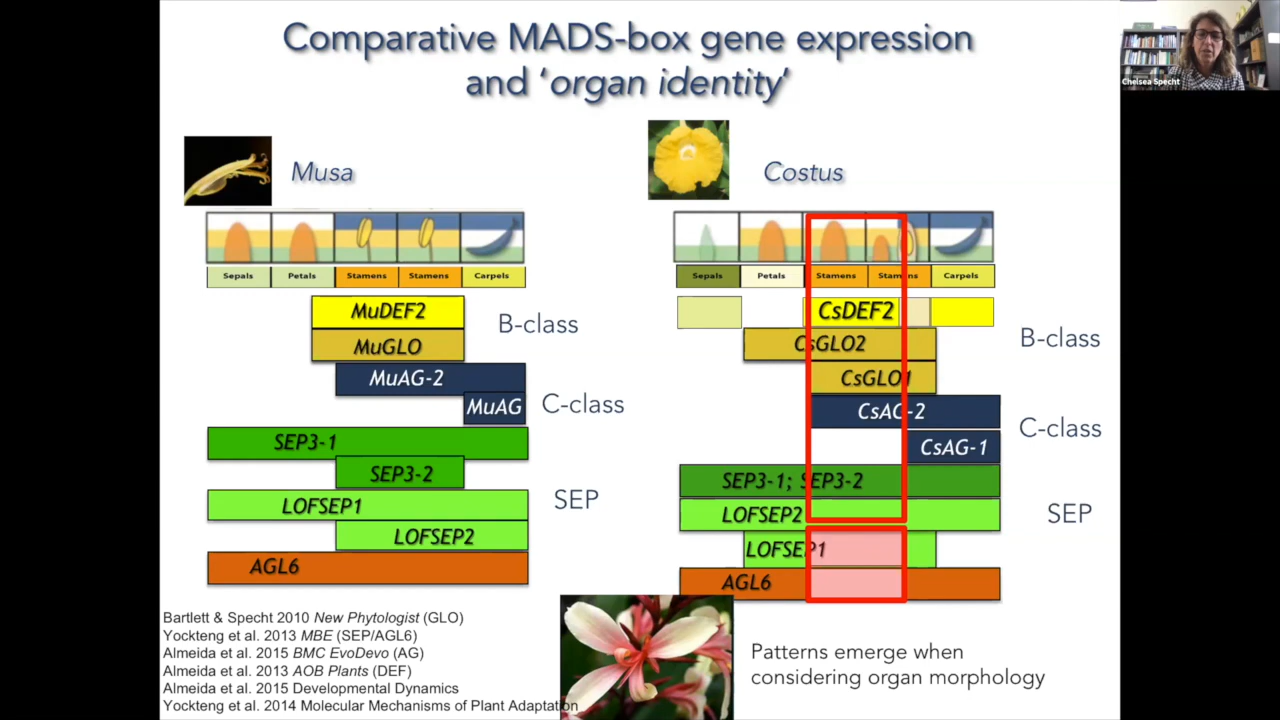 Comparative MADS-box gene expression
and ‘organ identity’
Chelsea Specht
Musa
Costus
Sepals Petals Stamens Stamens Carpels
Sepals Petals Stamens Stamens Carpels
MuDEF2
MuGLO
B-class
MuAG-2
MuAG
C-class
SEP3-1
SEP3-2
LOFSEP1
SEP
LOFSEP2
AGL6
CsDEF2
CsGLO2
B-class
CsGLO1
CsAG-2
C-class
CsAG-1
SEP3-1; SEP3-2
LOFSEP2
SEP
LOFSEP1
AGL6
Bartlett & Specht 2010 New Phytologist (GLO)
Yockteng et al. 2013 MBE (SEP/AGL6)
Almeida et al. 2015 BMC EvoDevo (AG)
Almeida et al. 2013 AOB Plants (DEF)
Almeida et al. 2015 Developmental Dynamics
Yockteng et al. 2014 Molecular Mechanisms of Plant Adaptation
Patterns emerge when
considering organ morphology